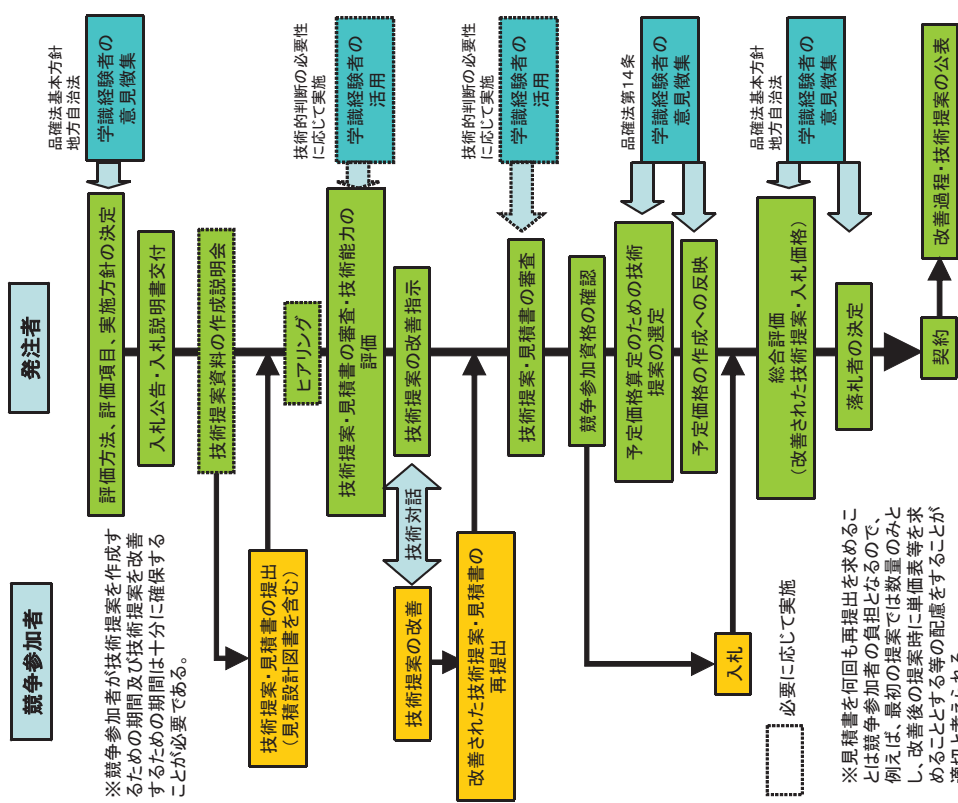 競争参加者
発注者
※競争参加者が技術提案を作成す
るための期間及び技術提案を改善
するための期間は十分に確保する
ことが必要である。
評価方法、評価項目、実施方針の決定
品確法基本方針
地方自治法
学識経験者の
意見徴集
入札公告・入札説明書交付
技術提案資料の作成説明会
技術提案・見積書の提出
（見積設計図書を含む）
ヒアリング
技術提案・見積書の審査・技術能力の
評価
技術的判断の必要性
に応じて実施
学識経験者の
活用
技術提案の改善
技術対話
技術提案の改善指示
改善された技術提案・見積書の
再提出
技術提案・見積書の審査
技術的判断の必要性
に応じて実施
学識経験者の
活用
競争参加資格の確認
予定価格算定のための技術
提案の選定
品確法第14条
学識経験者の
意見徴集
予定価格の作成への反映
入札
総合評価
（改善された技術提案・入札価格）
品確法基本方針
地方自治法
学識経験者の
意見徴集
落札者の決定
契約
改善過程・技術提案の公表
必要に応じて実施
※見積書を何回も再提出を求めるこ
とは競争参加者の負担となるので、
例えば、最初の提案では数量のみと
し、改善後の提案時に単価表等を求
めることとする等の配慮をすることが
適切と考えられる